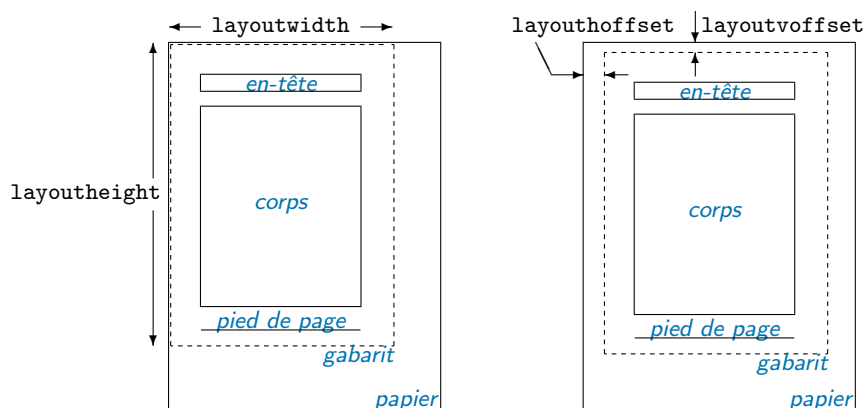 layoutwidth
en-tête
layoutheight
corps
pied de page
gabarit
papier
layouthoffset
layoutvoffset
en-tête
corps
pied de page
gabarit
papier